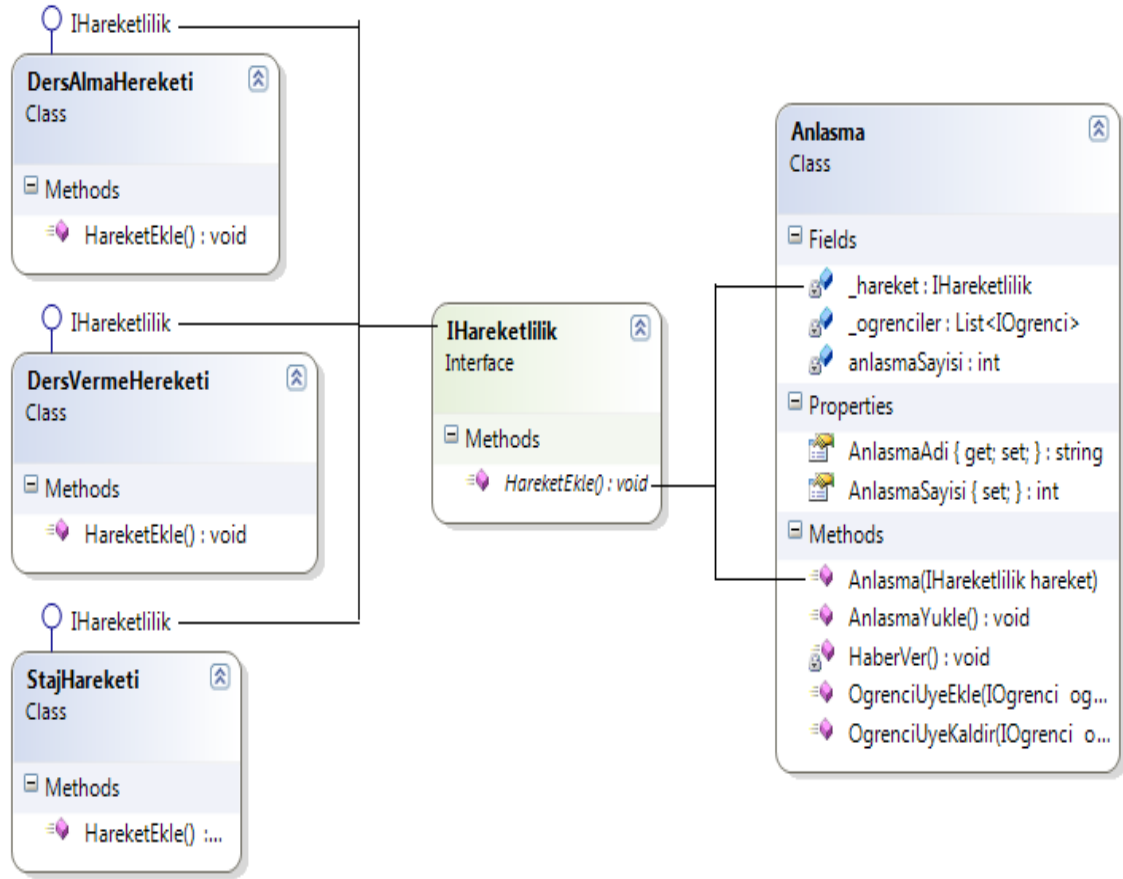 IHareketlilik
DersAlmaHereketi
Class
Methods
HareketEkle() : void
IHareketlilik
DersVermeHereketi
Class
Methods
HareketEkle() : void
IHareketlilik
StajHareketi
Class
Methods
HareketEkle() :...
IHareketlilik
Interface
Methods
HareketEkle() : void
Anlasma
Class
Fields
_hareket : IHareketlilik
_ogrenciler : List<IOgrenci>
anlasmaSayisi : int
Properties
AnlasmaAdi { get; set; } : string
AnlasmaSayisi { set; } : int
Methods
Anlasma(IHareketlilik hareket)
AnlasmaYukle() : void
HaberVer() : void
OgrenciUyeEkle(IOgrenci og...
OgrenciUyeKaldir(IOgrenci o...